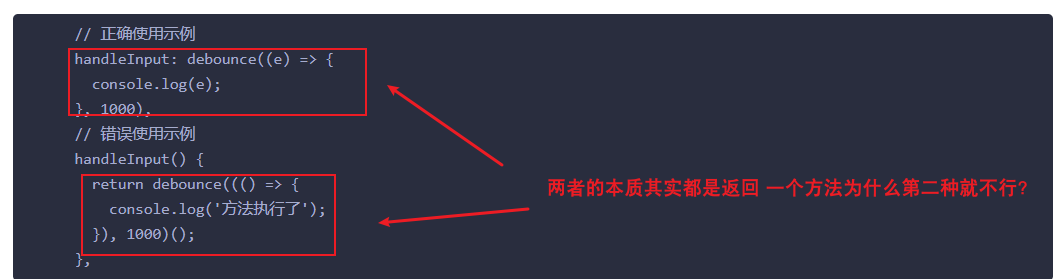 // 正确使用示例
handleInput: debounce((e) => {
console.log(e);
}, 1000),
// 错误使用示例
handleInput() {
return debounce((() => {
console.log('方法执行了');
}), 1000)();
},
两者的本质其实都是返回 一个方法为什么第二种就不行?